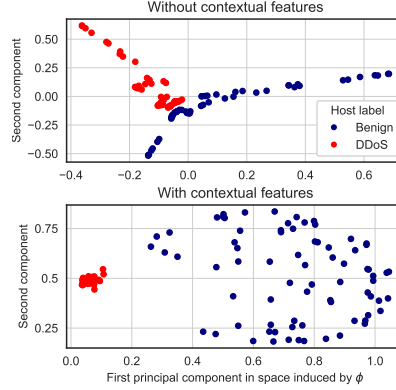 Without contextual features
Second component
0.50
0.25
0.00
−0.25
−0.50
Host label
Benign
DDoS
−0.4 −0.2 0.0 0.2 0.4 0.6
With contextual features
Second component
0.75
0.50
0.25
0.0 0.2 0.4 0.6 0.8 1.0
First principal component in space induced by ϕ